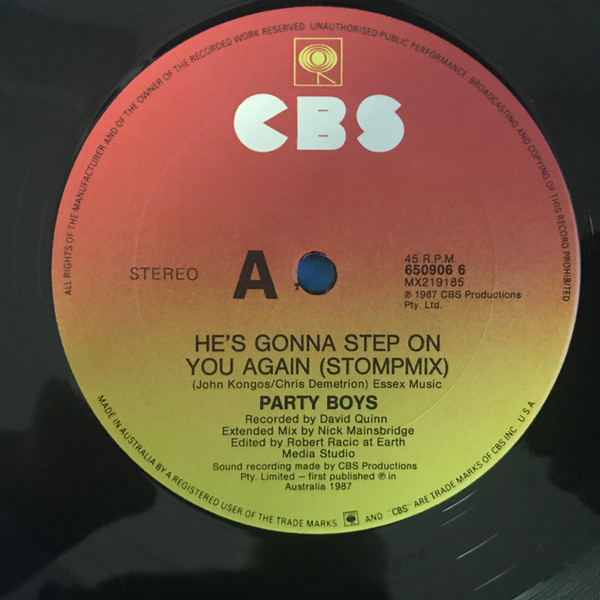 ALL RIGHTS OF THE MANUFACTURER AND OF THE OWNER OF THE RECORDED WORK RESERVED. UNAUTHORISED PUBLIC PERFORMANCE, BROADCASTING AND COPYING OF THIS RECORD PROHIBITED
CBS
STEREO
A
45 R.P.M.
650906 6
MX219185
℗ 1987 CBS Productions
Pty. Ltd.
HE'S GONNA STEP ON
YOU AGAIN (STOMPMIX)
(John Kongos/Chris Demetrion) Essex Music
PARTY BOYS
Recorded by David Quinn
Extended Mix by Nick Mainsbridge
Edited by Robert Racic at Earth
Media Studio
Sound recording made by CBS Productions
Pty. Limited – first published ℗ in
Australia 1987
MADE IN AUSTRALIA BY A REGISTERED USER OF THE TRADE MARKS AND "CBS" ARE TRADE MARKS OF CBS INC. U.S.A.